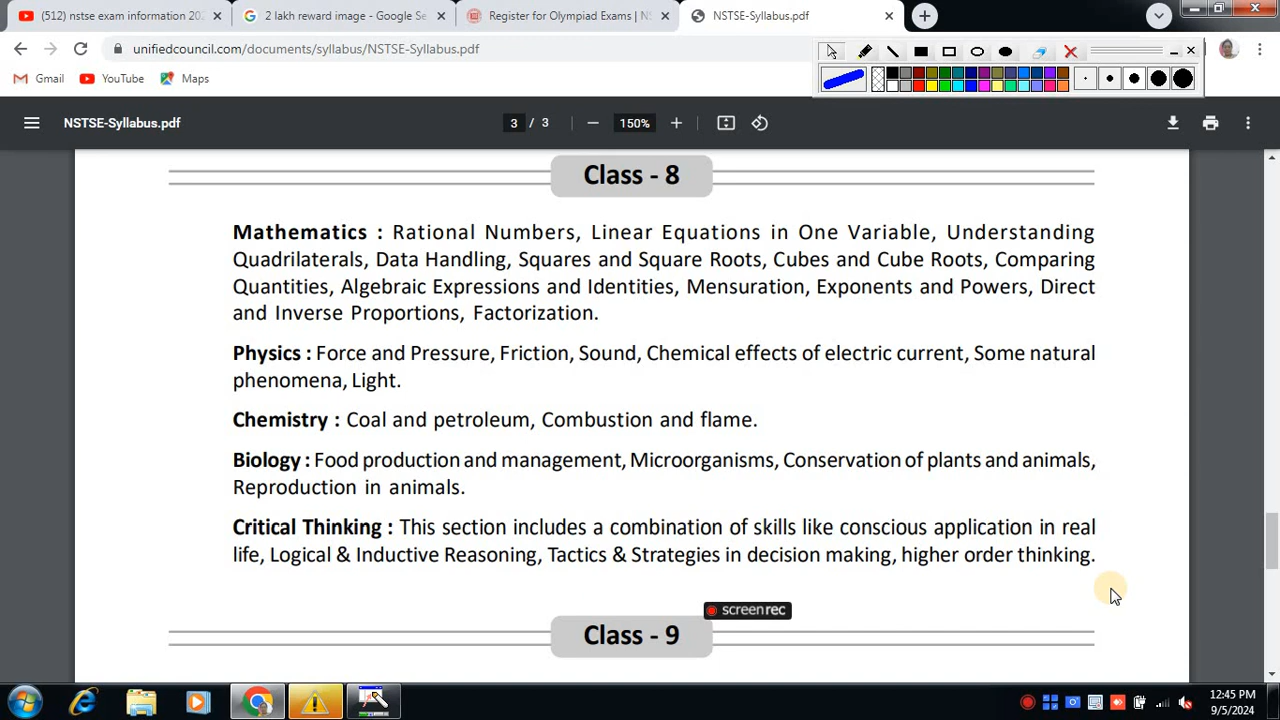 (512) nstse exam information 202
2 lakh reward image - Google Se
Register for Olympiad Exams | N
NSTSE-Syllabus.pdf
unifiedcouncil.com/documents/syllabus/NSTSE-Syllabus.pdf
Gmail
YouTube
Maps
NSTSE-Syllabus.pdf
3 / 3
150%
Class - 8
Mathematics : Rational Numbers, Linear Equations in One Variable, Understanding
Quadrilaterals, Data Handling, Squares and Square Roots, Cubes and Cube Roots, Comparing
Quantities, Algebraic Expressions and Identities, Mensuration, Exponents and Powers, Direct
and Inverse Proportions, Factorization.
Physics : Force and Pressure, Friction, Sound, Chemical effects of electric current, Some natural
phenomena, Light.
Chemistry : Coal and petroleum, Combustion and flame.
Biology : Food production and management, Microorganisms, Conservation of plants and animals,
Reproduction in animals.
Critical Thinking : This section includes a combination of skills like conscious application in real
life, Logical & Inductive Reasoning, Tactics & Strategies in decision making, higher order thinking.
screenrec
Class - 9
12:45 PM
9/5/2024